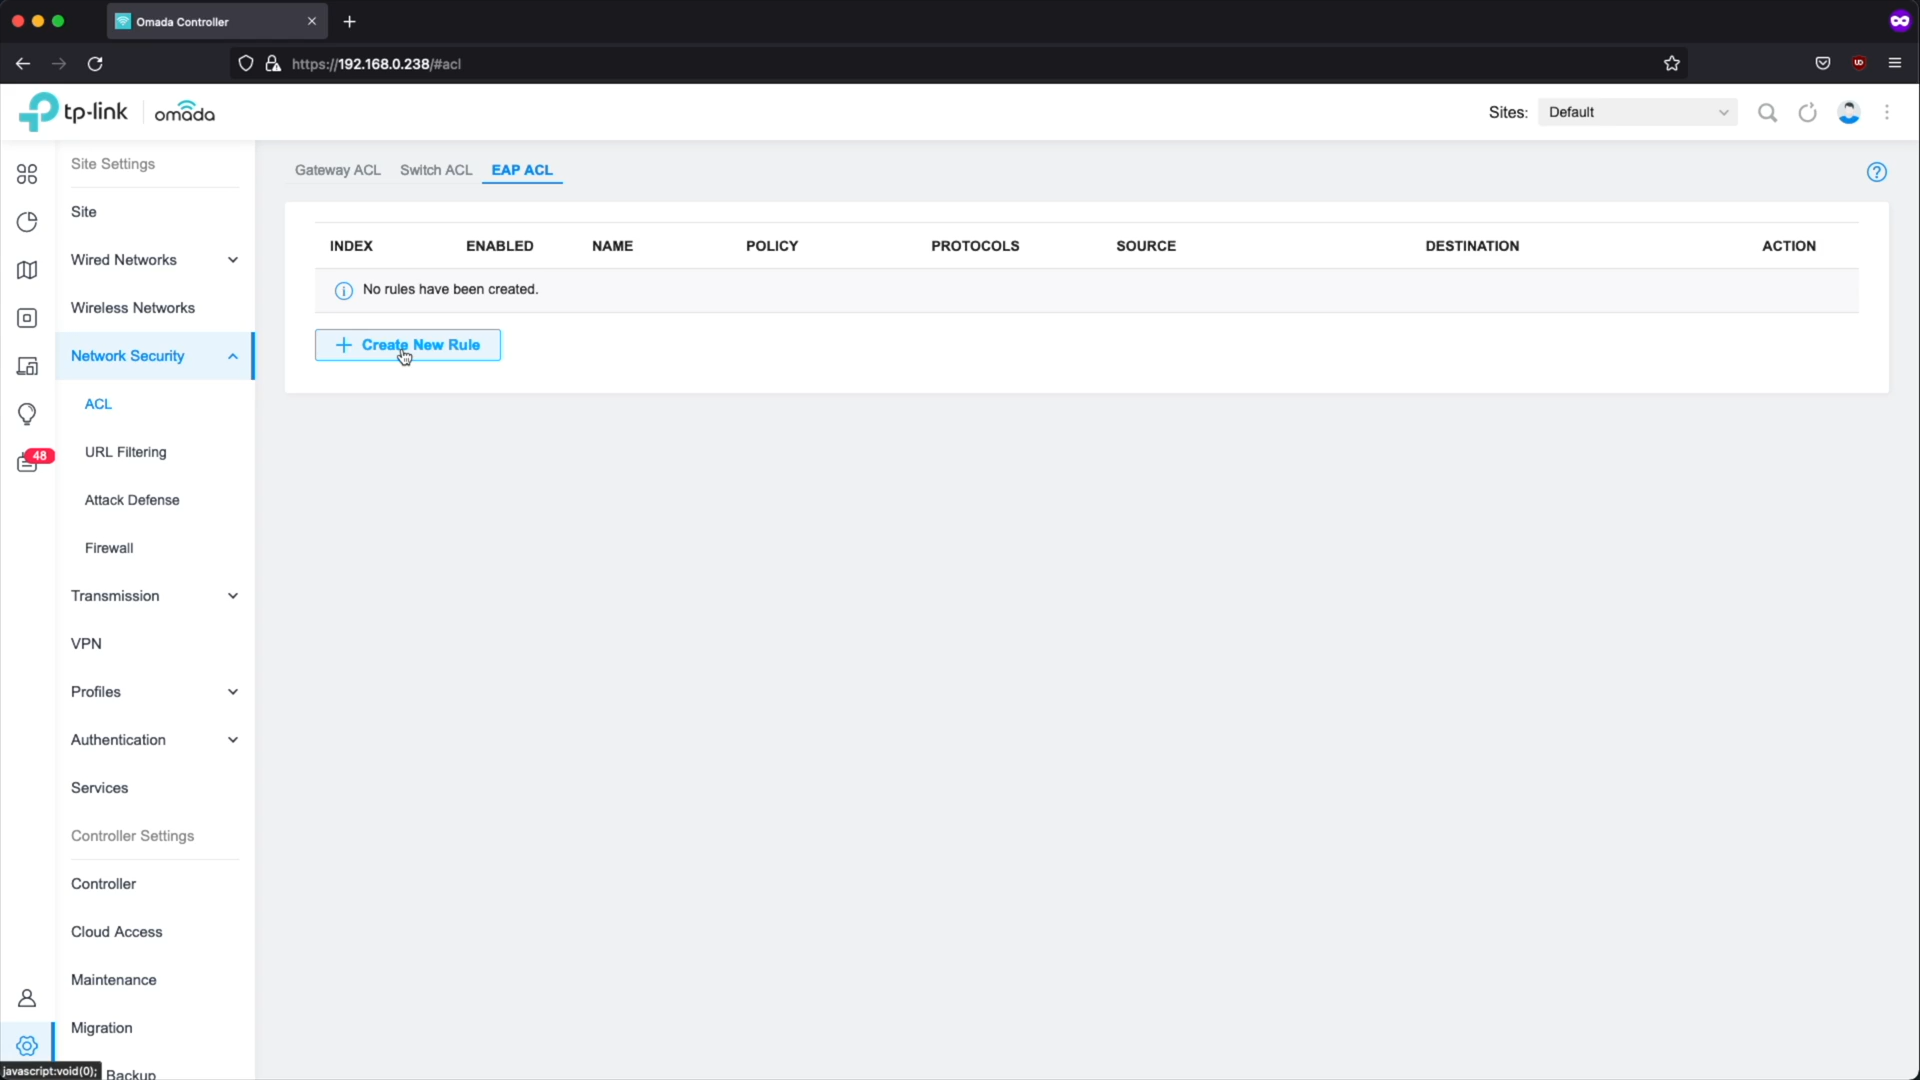 Omada Controller
https://192.168.0.238/#acl
tp-link omada
Sites: Default
Site Settings
Site
Wired Networks
Wireless Networks
Network Security
ACL
URL Filtering
Attack Defense
Firewall
48
Transmission
VPN
Profiles
Authentication
Services
Controller Settings
Controller
Cloud Access
Maintenance
Migration
Backup
javascript:void(0);
Gateway ACL Switch ACL EAP ACL
INDEX ENABLED NAME POLICY PROTOCOLS SOURCE DESTINATION ACTION
No rules have been created.
Create New Rule